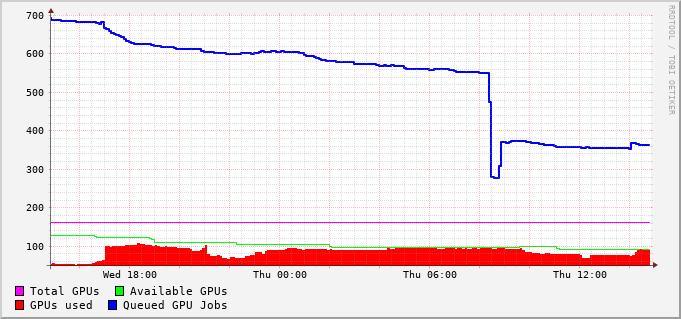 700
600
500
400
300
200
100
Wed 18:00 Thu 00:00 Thu 06:00 Thu 12:00
Total GPUs Available GPUs
GPUs used Queued GPU Jobs
RRDTOOL / TOBI OETIKER